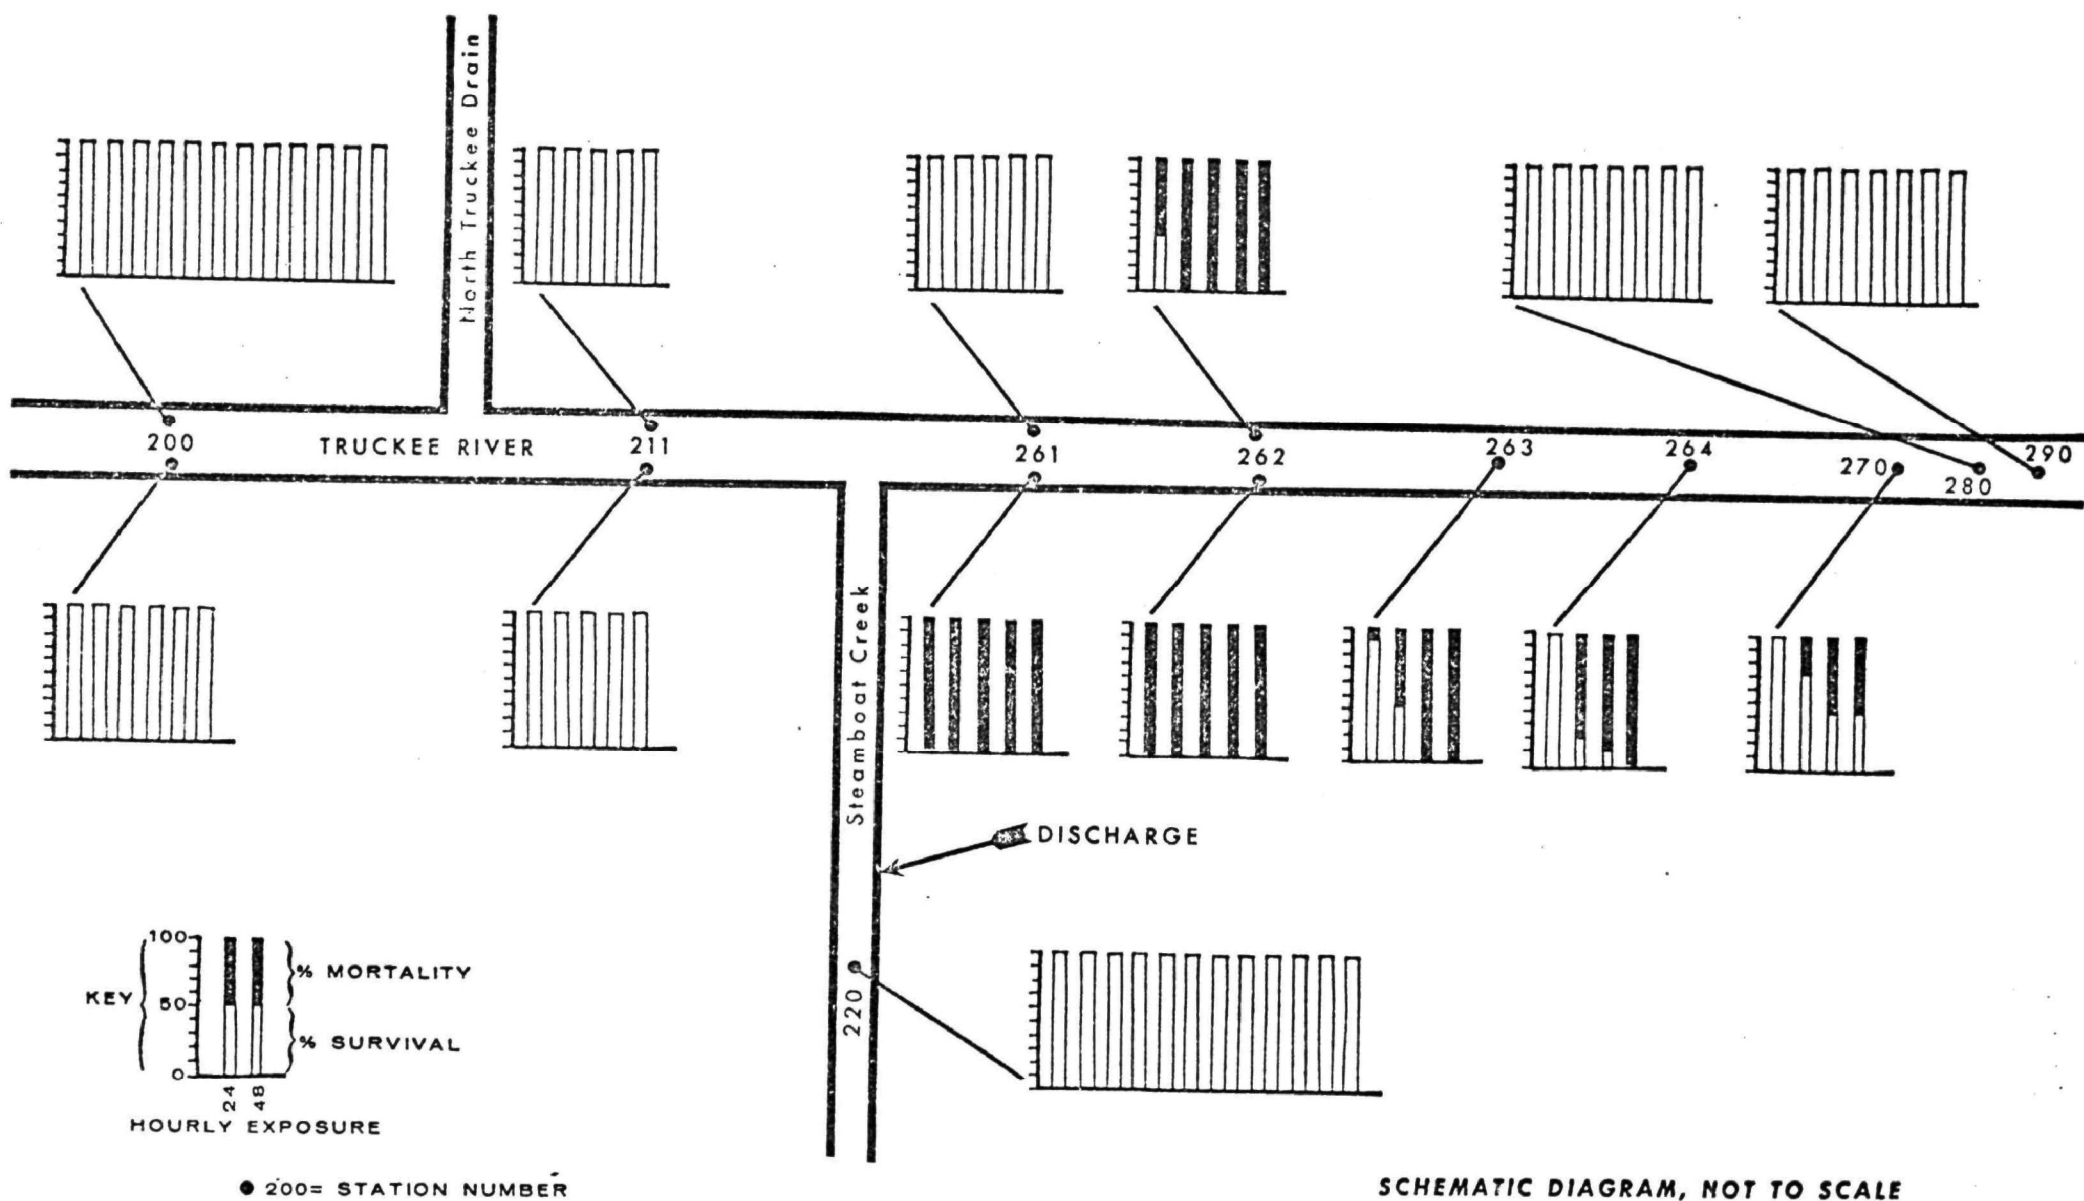 North Truckee Drain
200
TRUCKEE RIVER
211
261
262
263
264
270
280
290
Steamboat Creek
DISCHARGE
220
KEY
100
50
0
% MORTALITY
% SURVIVAL
24
48
HOURLY EXPOSURE
200= STATION NUMBER
SCHEMATIC DIAGRAM, NOT TO SCALE